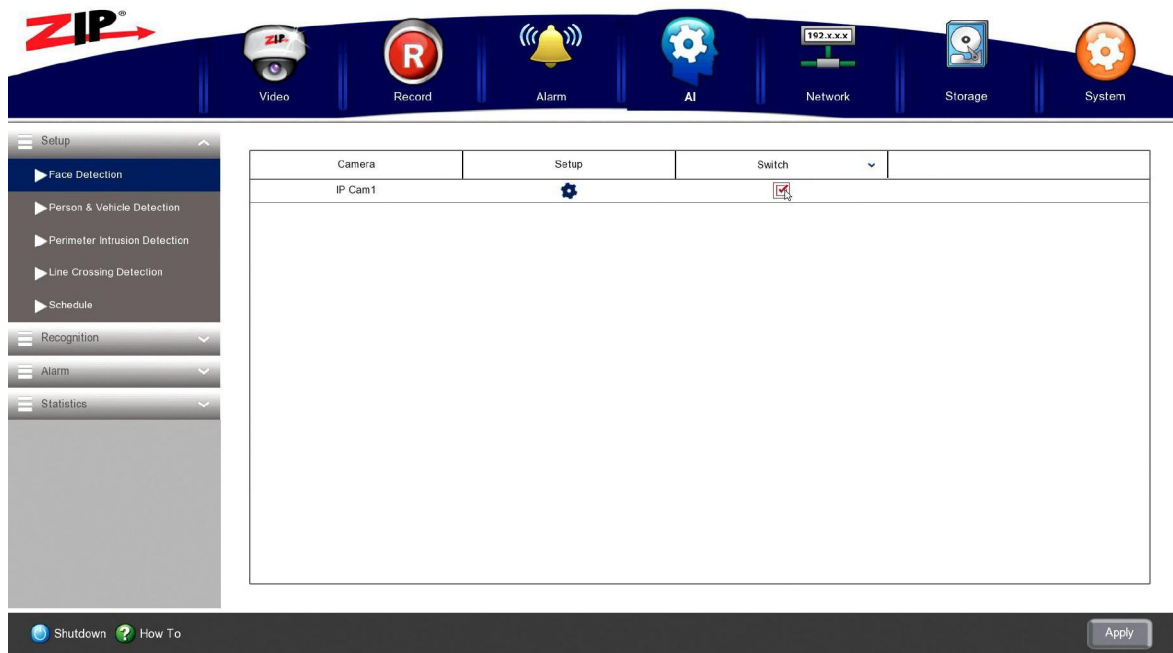 ZIP®
ZIP
R
192.x.x.x
Video Record Alarm AI Network Storage System
Setup
Face Detection
Person & Vehicle Detection
Perimeter Intrusion Detection
Line Crossing Detection
Schedule
Recognition
Alarm
Statistics
Camera Setup Switch
IP Cam1
Shutdown ? How To
Apply